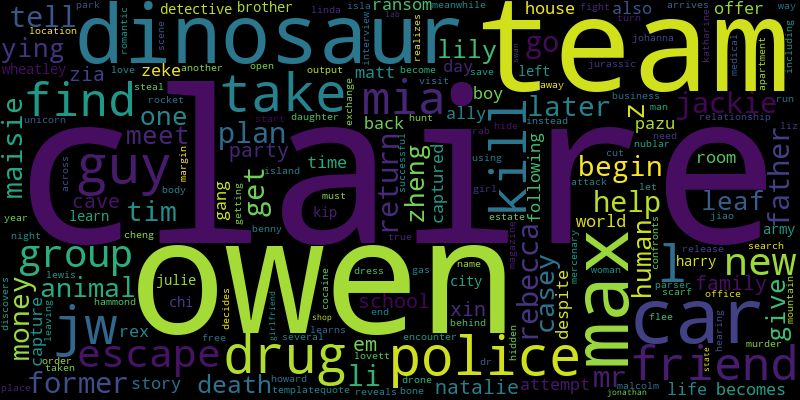 tell dinosaur detective brother ransom linda isla meanwhile house fight turn arrives way
location park romantic scene interview lab realizes team offer johanna katharine
ying lily go also medical apartment including
wheatley zia zeke another open output matt become visit day left swan away jurassic business man run
maisie find love steal take mia boy save hunt later jackie relationship
unicorn rocket exchange daughter ally hide instead z pazu need liz
one plan back using rab kill nublar
meet start successful girl cut let room father
claire
guy party time return zheng captured following begin
margin across gang get island must attack
cave tim kip estate help leaf
year learn body getting benny true magazine rebecca world jiao army
night cheng casey mercenary human confronts
group owen max l harry release search new
discovers lewis julie dress gas name woman parser scarf family mountains
money animal chi cocaine school city xin despite office give
hammond decides shop end behind hidden flee
jw rex girlfriend learns encounter car hearing murder
capture leaving escape free several drug em police mr friend state
former order taken story death howard lovett li drone dr natalie attempt malcolm life becomes
place templatequote reveals bone jonathan